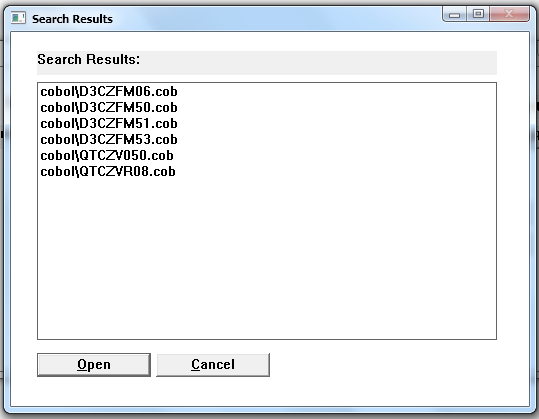 Search Results
Search Results:
cobol\D3CZFM06.cob
cobol\D3CZFM50.cob
cobol\D3CZFM51.cob
cobol\D3CZFM53.cob
cobol\QTCZV050.cob
cobol\QTCZVR08.cob
Open
Cancel